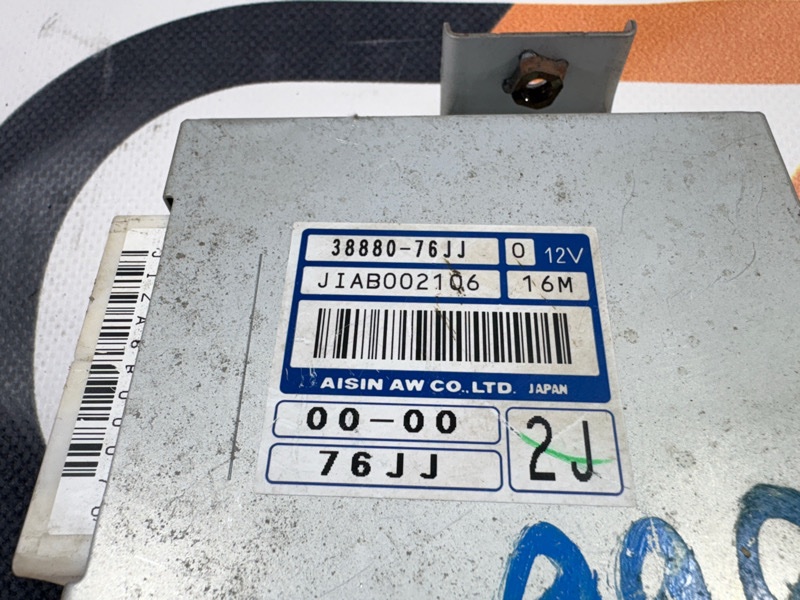 38880-76JJ 0 12V
JIAB002106 16M
AISIN AW CO.,LTD. JAPAN
00-00
76JJ 2J